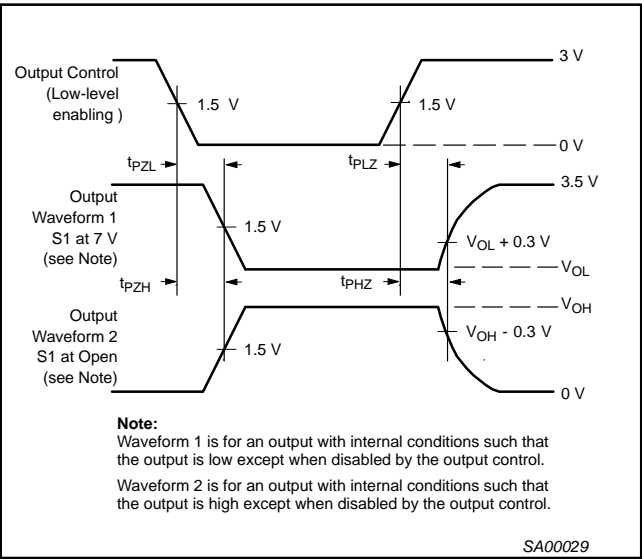 3 V
Output Control
(Low-level
enabling )
1.5 V
1.5 V
0 V
tPZL
tPLZ
3.5 V
Output
Waveform 1
S1 at 7 V
(see Note)
1.5 V
VOL + 0.3 V
VOL
tPZH
tPHZ
VOH
Output
Waveform 2
S1 at Open
(see Note)
VOH - 0.3 V
1.5 V
0 V
Note:
Waveform 1 is for an output with internal conditions such that
the output is low except when disabled by the output control.
Waveform 2 is for an output with internal conditions such that
the output is high except when disabled by the output control.
SA00029